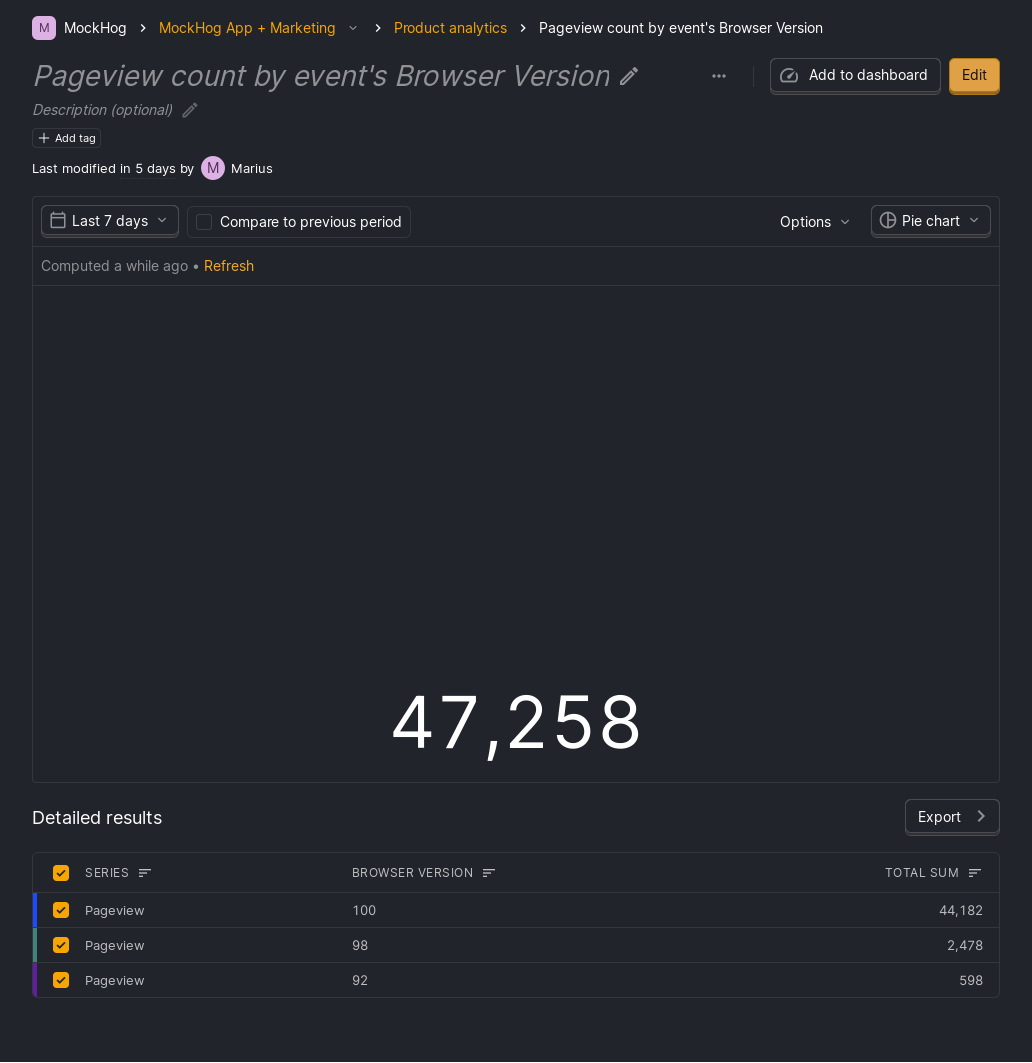 M MockHog > MockHog App + Marketing > Product analytics > Pageview count by event's Browser Version
Pageview count by event's Browser Version
Add to dashboard
Edit
Description (optional)
Add tag
Last modified in 5 days by M Marius
Last 7 days
Compare to previous period
Options
Pie chart
Computed a while ago • Refresh
47,258
Detailed results
Export
SERIES BROWSER VERSION TOTAL SUM
Pageview 100 44,182
Pageview 98 2,478
Pageview 92 598